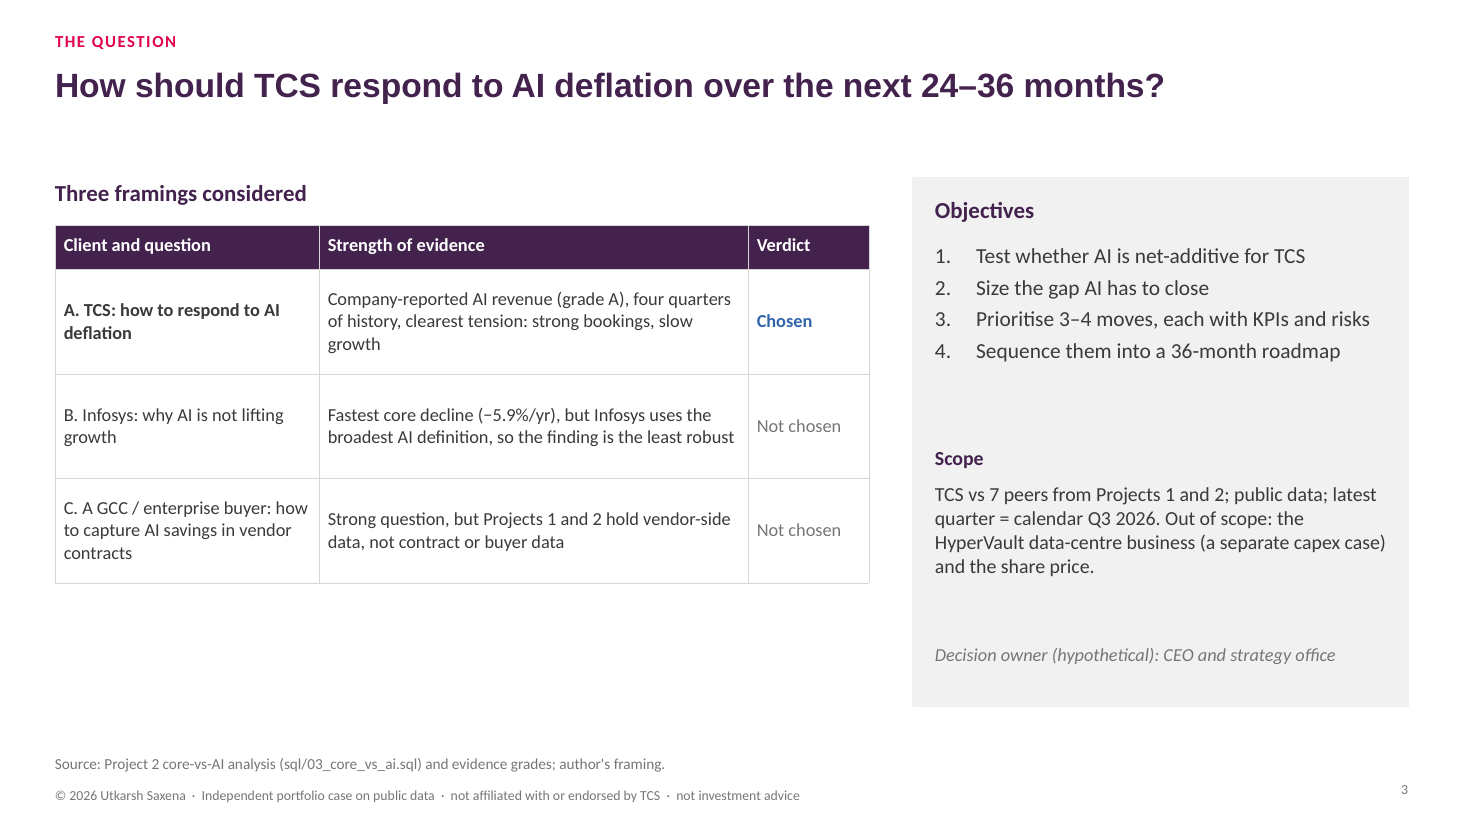 THE QUESTION
How should TCS respond to AI deflation over the next 24–36 months?
Three framings considered
Client and question
Strength of evidence
Verdict
A. TCS: how to respond to AI
deflation
Company-reported AI revenue (grade A), four quarters
of history, clearest tension: strong bookings, slow
growth
Chosen
B. Infosys: why AI is not lifting
growth
Fastest core decline (−5.9%/yr), but Infosys uses the
broadest AI definition, so the finding is the least robust
Not chosen
C. A GCC / enterprise buyer: how
to capture AI savings in vendor
contracts
Strong question, but Projects 1 and 2 hold vendor-side
data, not contract or buyer data
Not chosen
Objectives
1. Test whether AI is net-additive for TCS
2. Size the gap AI has to close
3. Prioritise 3–4 moves, each with KPIs and risks
4. Sequence them into a 36-month roadmap
Scope
TCS vs 7 peers from Projects 1 and 2; public data; latest
quarter = calendar Q3 2026. Out of scope: the
HyperVault data-centre business (a separate capex case)
and the share price.
Decision owner (hypothetical): CEO and strategy office
Source: Project 2 core-vs-AI analysis (sql/03_core_vs_ai.sql) and evidence grades; author's framing.
© 2026 Utkarsh Saxena · Independent portfolio case on public data · not affiliated with or endorsed by TCS · not investment advice
3